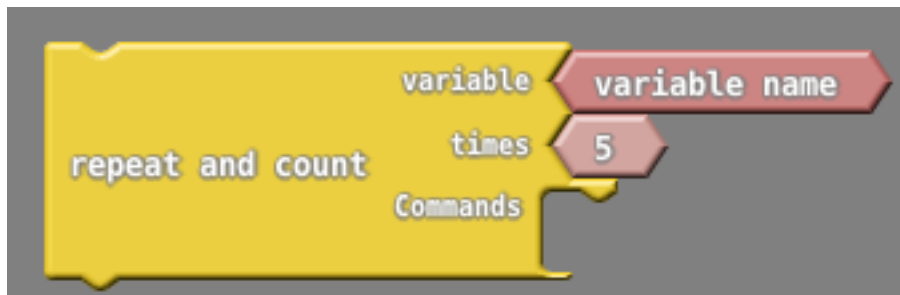 variable variable name
times 5
repeat and count
Commands